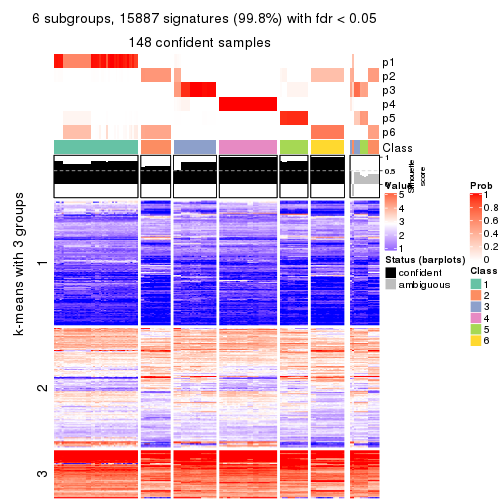 6 subgroups, 15887 signatures (99.8%) with fdr < 0.05
148 confident samples
p1
p2
p3
p4
p5
p6
Class
1
0.5
0
Silhouette
score
k-means with 3 groups
1
2
3
Value
5
4
3
2
1
Status (barplots)
confident
ambiguous
Prob
1
0.8
0.6
0.4
0.2
0
Class
1
2
3
4
5
6